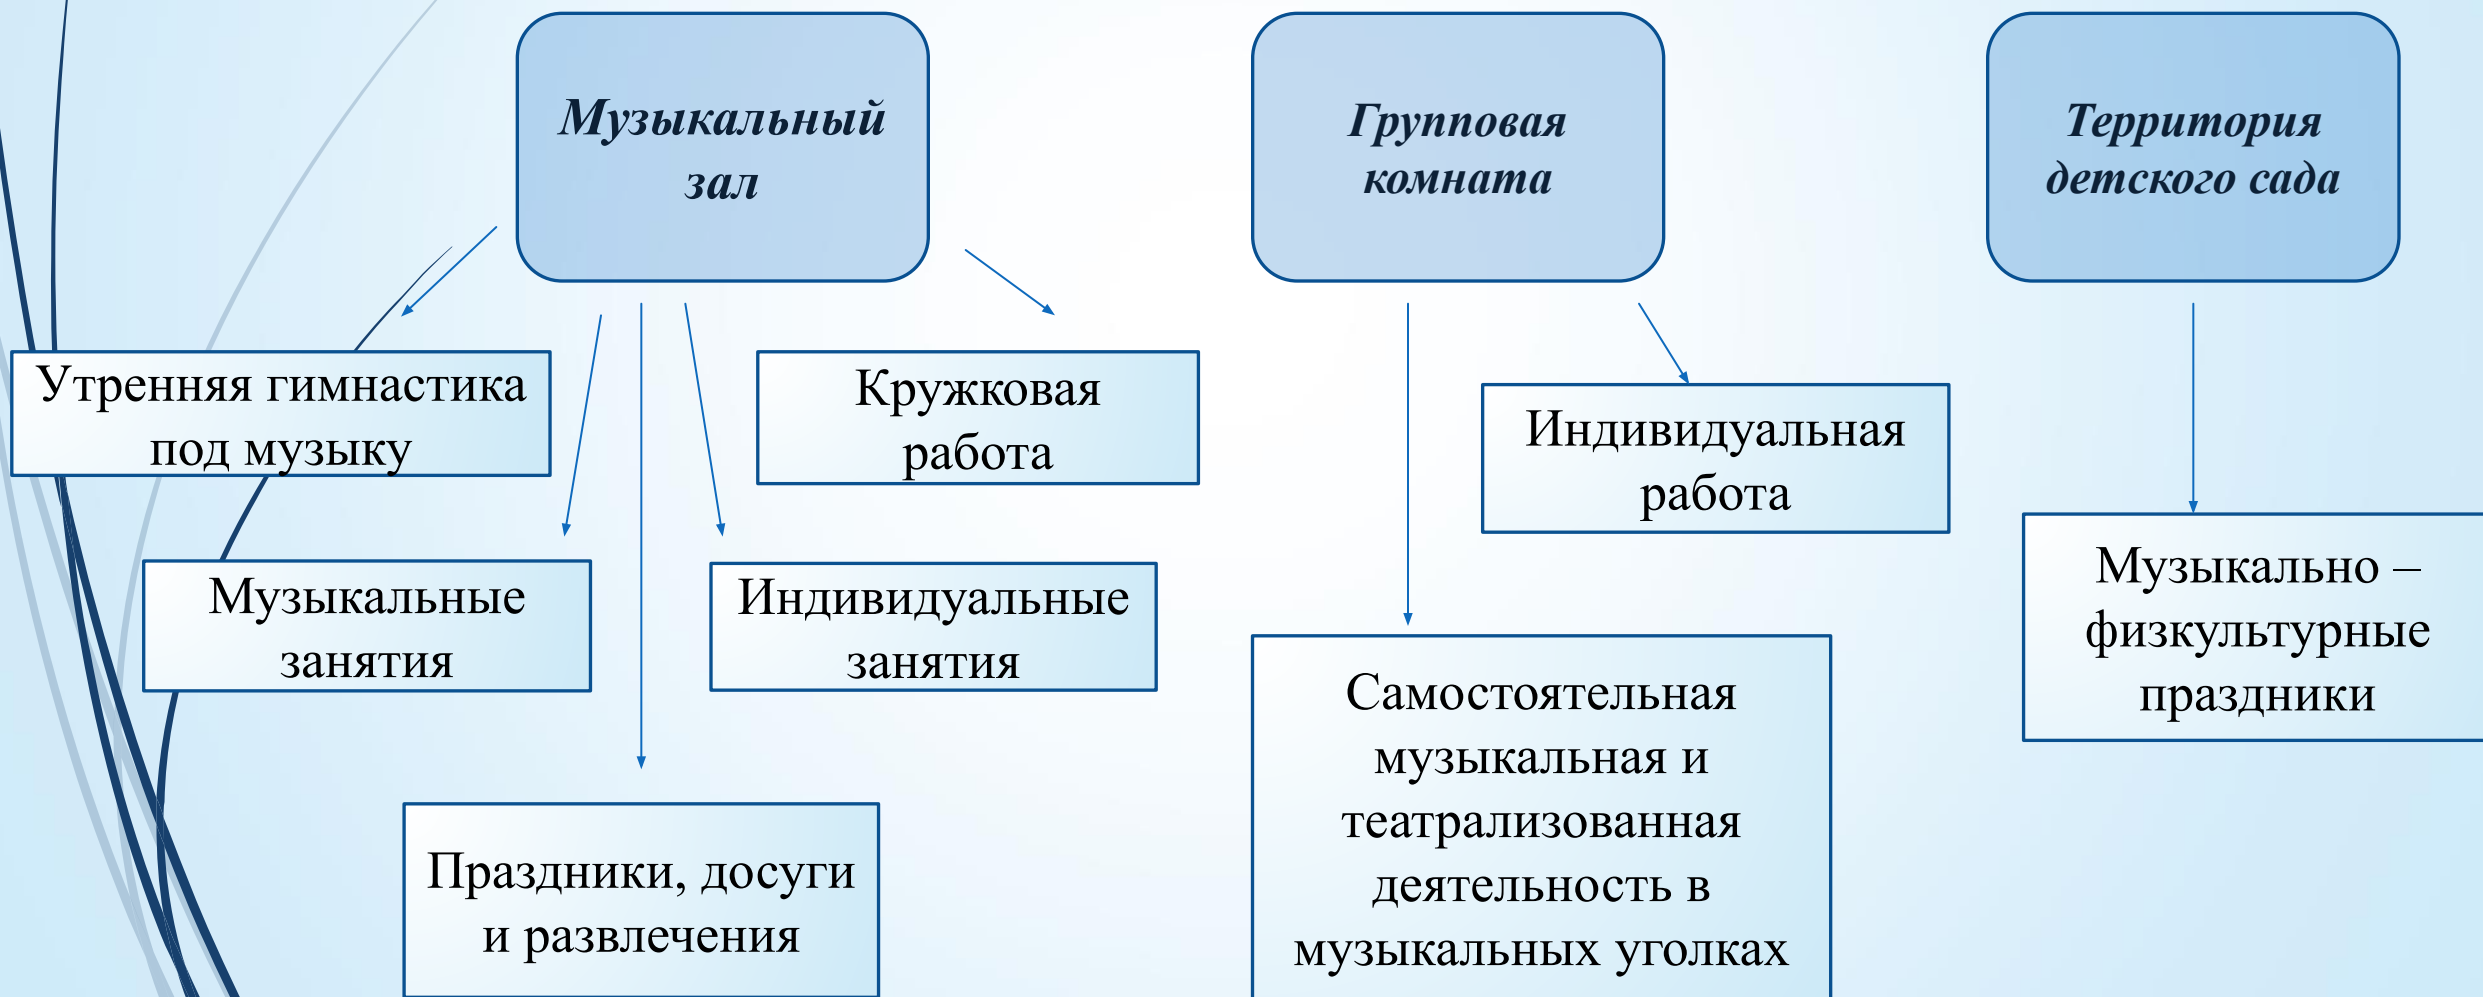 Музыкальный
зал
Групповая
комната
Территория
детского сада
Утренняя гимнастика
под музыку
Кружковая
работа
Индивидуальная
работа
Музыкальные
занятия
Индивидуальные
занятия
Музыкально –
физкультурные
праздники
Праздники, досуги
и развлечения
Самостоятельная
музыкальная и
театрализованная
деятельность в
музыкальных уголках